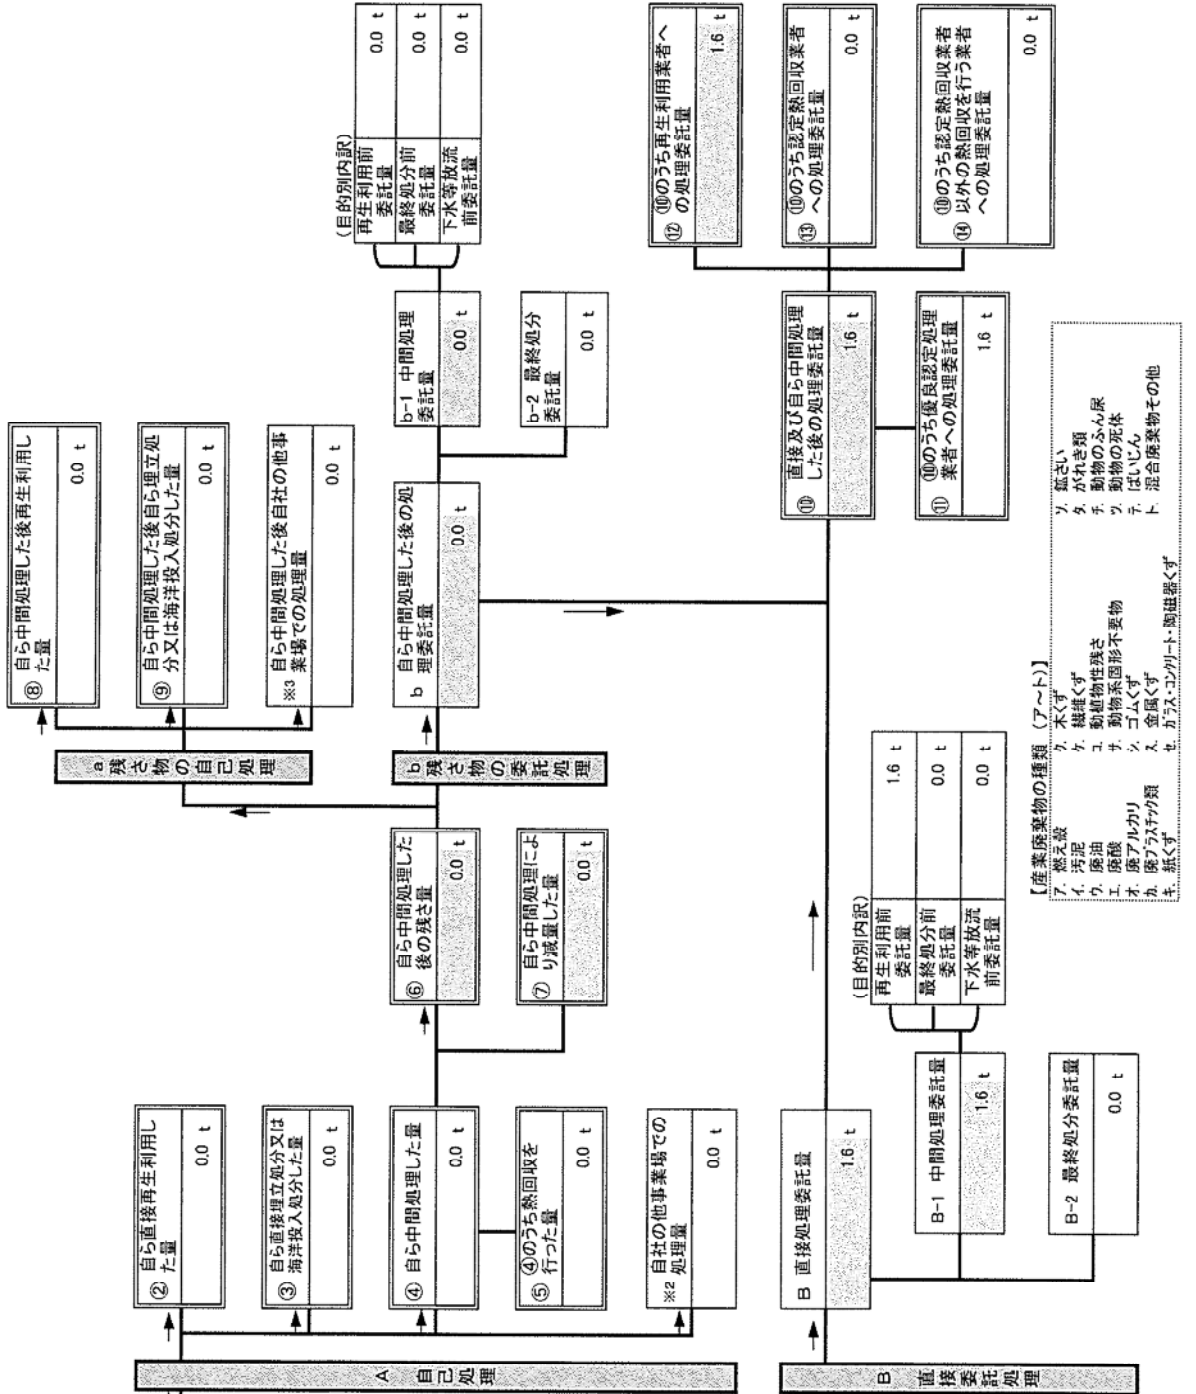 A 自己処理
② 自ら直接再生利用し
た量
0.0 t
③ 自ら直接埋立処分又は
海洋投入処分した量
0.0 t
④ 自ら中間処理した量
0.0 t
④のうち熱回収を
⑤ 行った量
0.0 t
※2 自社の他事業場での
処理量
0.0 t
⑥ 自ら中間処理した
後の残さ量
0.0 t
⑦ 自ら中間処理によ
り減量した量
0.0 t
a 残さ物の自己処理
⑧ 自ら中間処理した後再生利用し
た量
0.0 t
⑨ 自ら中間処理した後自ら埋立処
分又は海洋投入処分した量
0.0 t
※3 自ら中間処理した後自社の他事
業場での処理量
0.0 t
b 残さ物の委託処理
b 自ら中間処理した後の処
理委託量
0.0 t
b-1 中間処理
委託量
0.0 t
b-2 最終処分
委託量
0.0 t
(目的別内訳)
再生利用前
委託量
0.0 t
最終処分前
委託量
0.0 t
下水等放流
前委託量
0.0 t
B 直接委託処理
B 直接処理委託量
1.6 t
B-1 中間処理委託量
1.6 t
B-2 最終処分委託量
0.0 t
(目的別内訳)
再生利用前
委託量
1.6 t
最終処分前
委託量
0.0 t
下水等放流
前委託量
0.0 t
⑩ 直接及び自ら中間処理
した後の処理委託量
1.6 t
⑪ ⑩のうち優良認定処理
業者への処理委託量
1.6 t
⑫ ⑩のうち再生利用業者へ
の処理委託量
1.6 t
⑬ ⑩のうち認定熱回収業者
への処理委託量
0.0 t
⑩のうち認定熱回収業者
⑭ 以外の熱回収を行う業者
への処理委託量
0.0 t
【産業廃棄物の種類 (ア~ト)】
ア. 燃え殻
イ. 汚泥
ウ. 廃油
エ. 廃酸
オ. 廃アルカリ
カ. 廃プラスチック類
キ. 紙くず
ク. 木くず
ケ. 繊維くず
コ. 動植物性残さ
サ. 動物系固形不要物
シ. ゴムくず
ス. 金属くず
セ. ガラス・コンクリート・陶磁器くず
ソ. 鉱さい
タ. がれき類
チ. 動物のふん尿
ツ. 動物の死体
テ. ばいじん
ト. 混合廃棄物その他